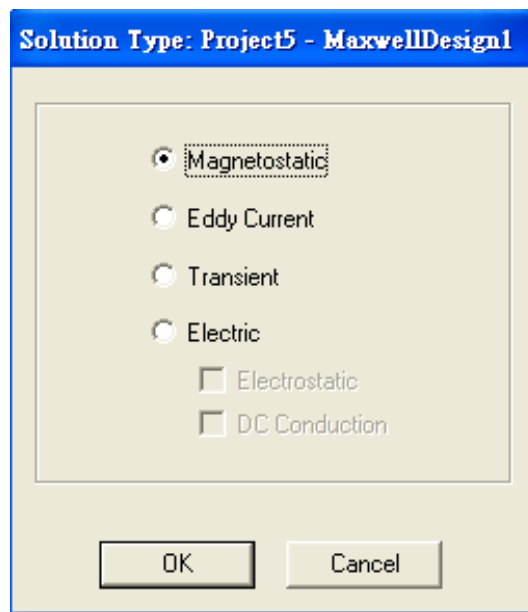 Solution Type: Project5 - MaxwellDesign1
Magnetostatic
Eddy Current
Transient
Electric
Electrostatic
DC Conduction
OK
Cancel